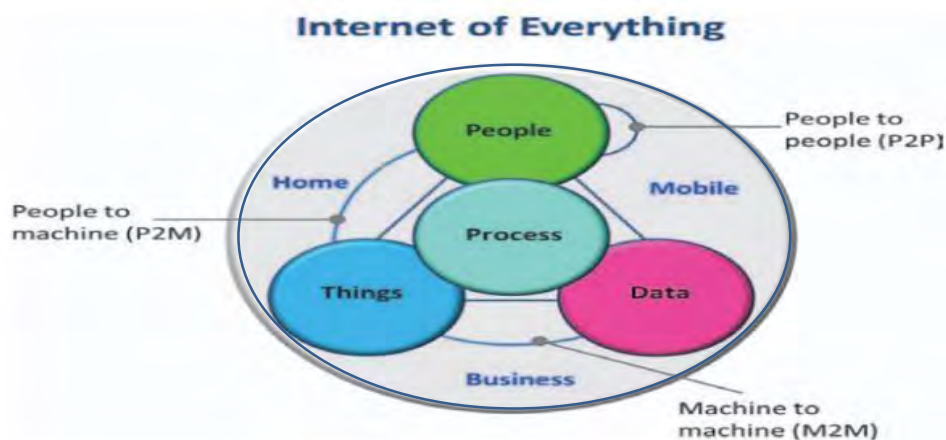 Internet of Everything
People
People to
people (P2P)
Home
Mobile
People to
machine (P2M)
Process
Things
Data
Business
Machine to
machine (M2M)